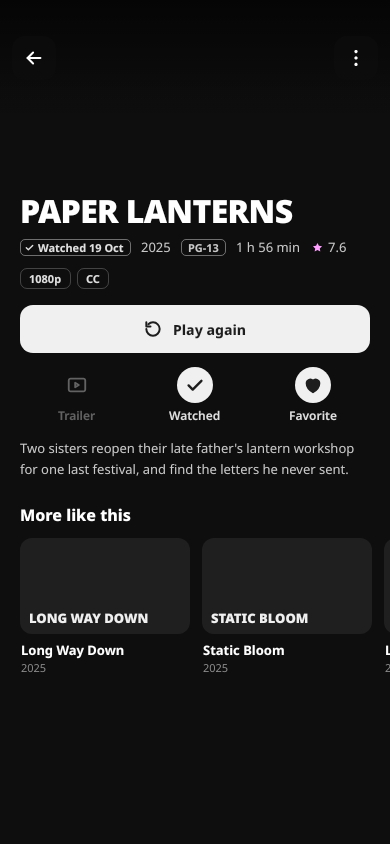 PAPER LANTERNS
Watched 19 Oct 2025 PG-13 1 h 56 min 7.6
1080p CC
Play again
Trailer Watched Favorite
Two sisters reopen their late father's lantern workshop
for one last festival, and find the letters he never sent.
More like this
LONG WAY DOWN STATIC BLOOM
Long Way Down Static Bloom
2025 2025